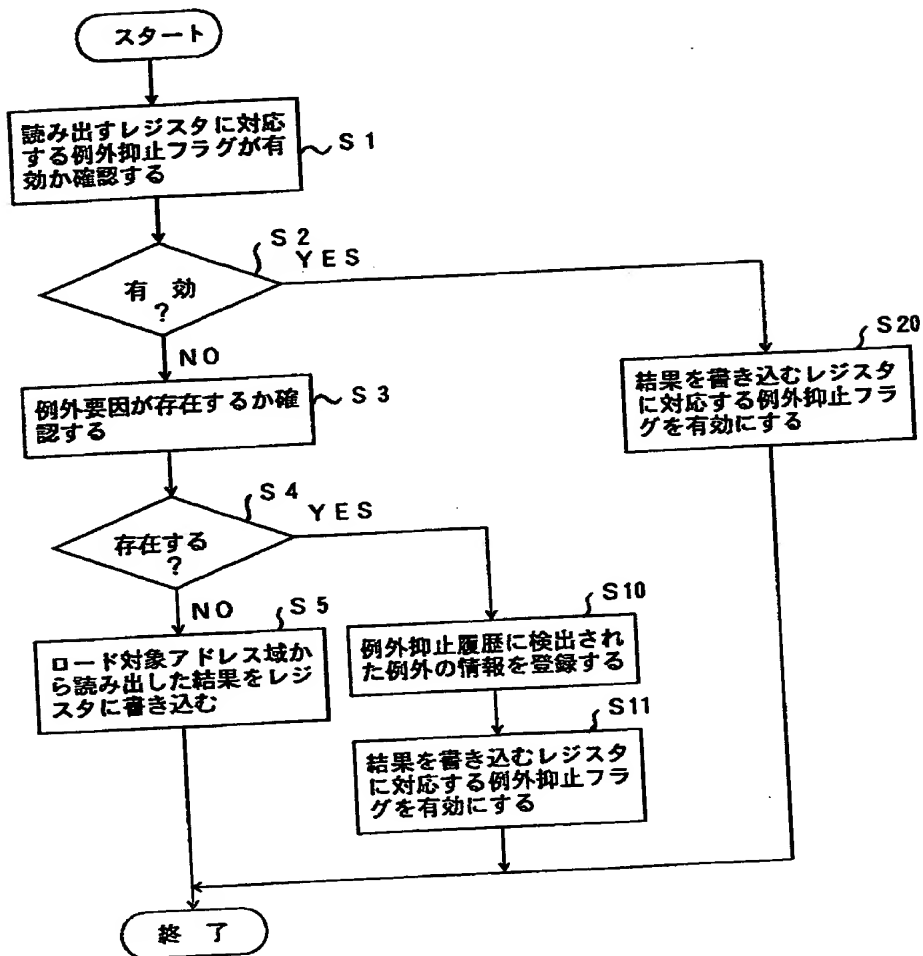 スタート
読み出すレジスタに対応
する例外抑止フラグが有
効か確認する
S1
S2
YES
有 効
?
NO
S20
結果を書き込むレジスタ
に対応する例外抑止フラ
グを有効にする
例外要因が存在するか確
認する
S3
S4
YES
存在する
?
NO
S5
ロード対象アドレス域か
ら読み出した結果をレジ
スタに書き込む
S10
例外抑止履歴に検出され
た例外の情報を登録する
S11
結果を書き込むレジスタ
に対応する例外抑止フラ
グを有効にする
終 了